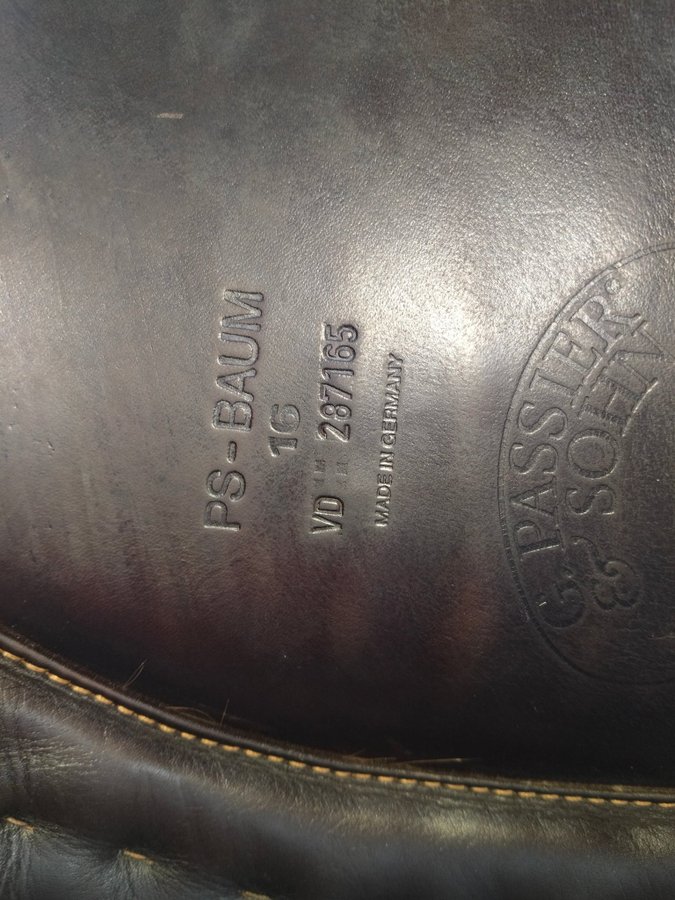 PS-BAUM
16
VD 287165
MADE IN GERMANY
G. PASSIER
& SOHN